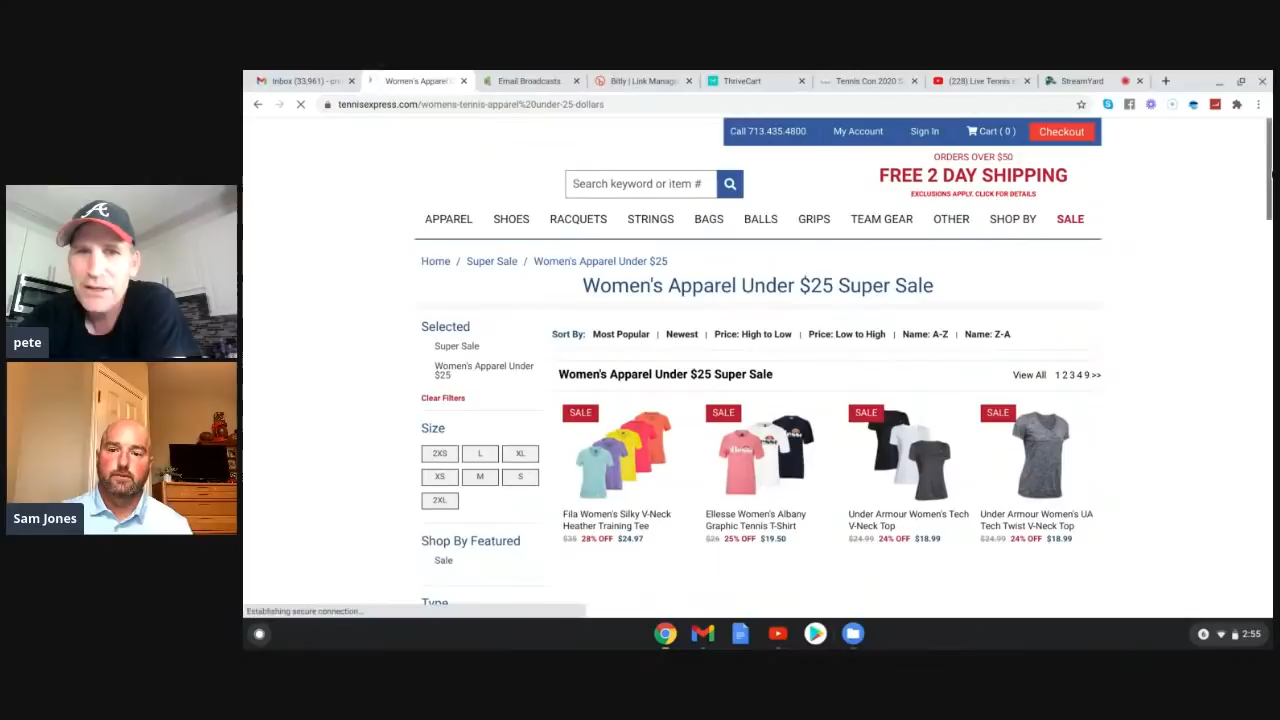 Inbox (33,961) - cr
Women's Apparel
Email Broadcasts
Bitly | Link Manag
ThriveCart
Tennis Con 2020 S
(228) Live Tennis
StreamYard
tennisexpress.com/womens-tennis-apparel%20under-25-dollars
Call 713.435.4800
My Account
Sign In
Cart ( 0 )
Checkout
ORDERS OVER $50
FREE 2 DAY SHIPPING
EXCLUSIONS APPLY. CLICK FOR DETAILS
Search keyword or item #
APPAREL SHOES RACQUETS STRINGS BAGS BALLS GRIPS TEAM GEAR OTHER SHOP BY SALE
Home / Super Sale / Women's Apparel Under $25
Women's Apparel Under $25 Super Sale
Selected
Super Sale
Women's Apparel Under
$25
Clear Filters
Size
2XS L XL
XS M S
2XL
Shop By Featured
Sale
Type
Sort By: Most Popular | Newest | Price: High to Low | Price: Low to High | Name: A-Z | Name: Z-A
Women's Apparel Under $25 Super Sale
View All 1 2 3 4 9 >>
SALE
Fila Women's Silky V-Neck
Heather Training Tee
$35 28% OFF $24.97
SALE
Ellesse Women's Albany
Graphic Tennis T-Shirt
$26 25% OFF $19.50
SALE
Under Armour Women's Tech
V-Neck Top
$24.99 24% OFF $18.99
SALE
Under Armour Women's UA
Tech Twist V-Neck Top
$24.99 24% OFF $18.99
Establishing secure connection...
2:55
A
pete
Sam Jones